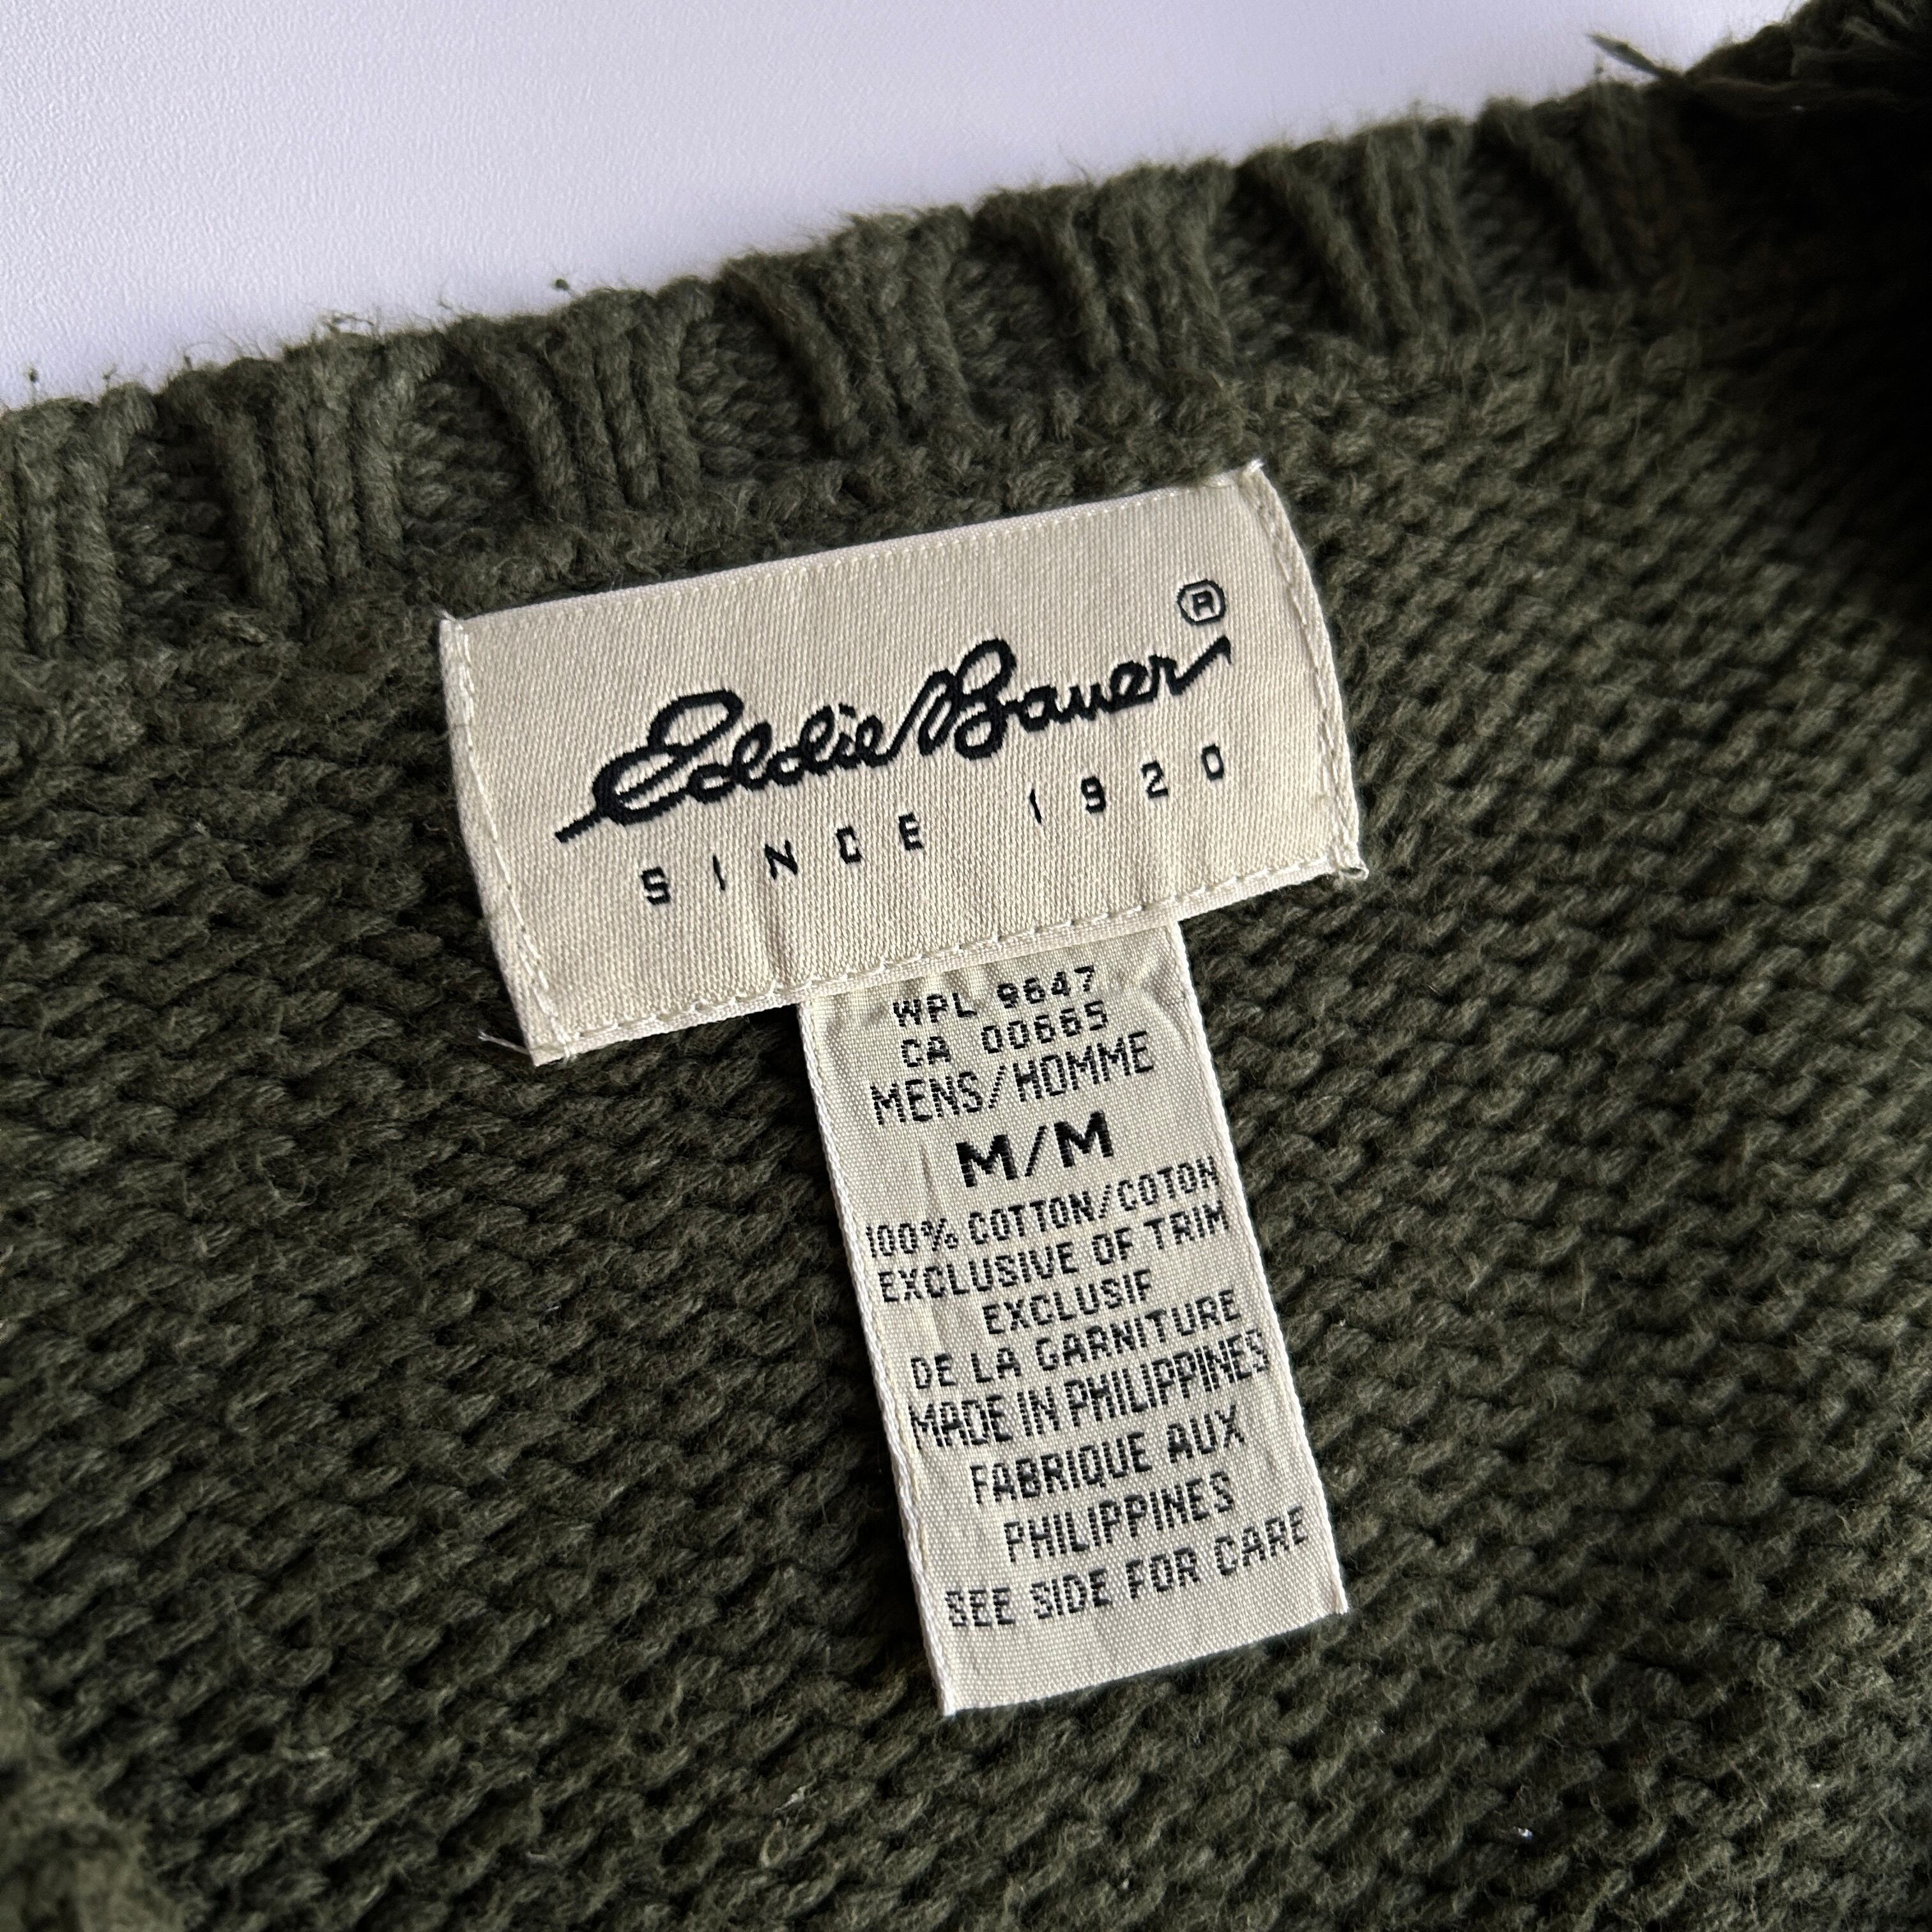 Eddie Bauer®
SINCE 1920
WPL 9647
CA 00665
MENS/HOMME
M/M
100% COTTON/COTON
EXCLUSIVE OF TRIM
EXCLUSIF
DE LA GARNITURE
MADE IN PHILIPPINES
FABRIQUE AUX
PHILIPPINES
SEE SIDE FOR CARE